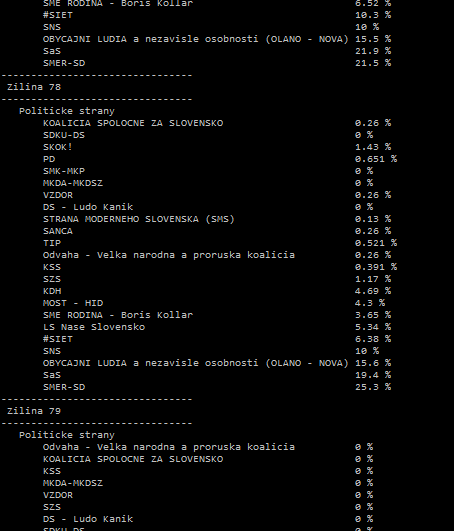 SME RODINA - Boris Kollar 6.52 %
#SIET 10.3 %
SNS 10 %
OBYCAJNI LUDIA a nezavisle osobnosti (OLANO - NOVA) 15.5 %
SaS 21.9 %
SMER-SD 21.5 %
--------------------------------
Zilina 78
--------------------------------
Politicke strany
KOALICIA SPOLOCNE ZA SLOVENSKO 0.26 %
SDKU-DS 0 %
SKOK! 1.43 %
PD 0.651 %
SMK-MKP 0 %
MKDA-MKDSZ 0 %
VZDOR 0.26 %
DS - Ludo Kanik 0 %
STRANA MODERNEHO SLOVENSKA (SMS) 0.13 %
SANCA 0.26 %
TIP 0.521 %
Odvaha - Velka narodna a proruska koalicia 0.26 %
KSS 0.391 %
SZS 1.17 %
KDH 4.69 %
MOST - HID 4.3 %
SME RODINA - Boris Kollar 3.65 %
LS Nase Slovensko 5.34 %
#SIET 6.38 %
SNS 10 %
OBYCAJNI LUDIA a nezavisle osobnosti (OLANO - NOVA) 15.6 %
SaS 19.4 %
SMER-SD 25.3 %
--------------------------------
Zilina 79
--------------------------------
Politicke strany
Odvaha - Velka narodna a proruska koalicia 0 %
KOALICIA SPOLOCNE ZA SLOVENSKO 0 %
KSS 0 %
MKDA-MKDSZ 0 %
VZDOR 0 %
SZS 0 %
DS - Ludo Kanik 0 %
SDKU-DS 0 %